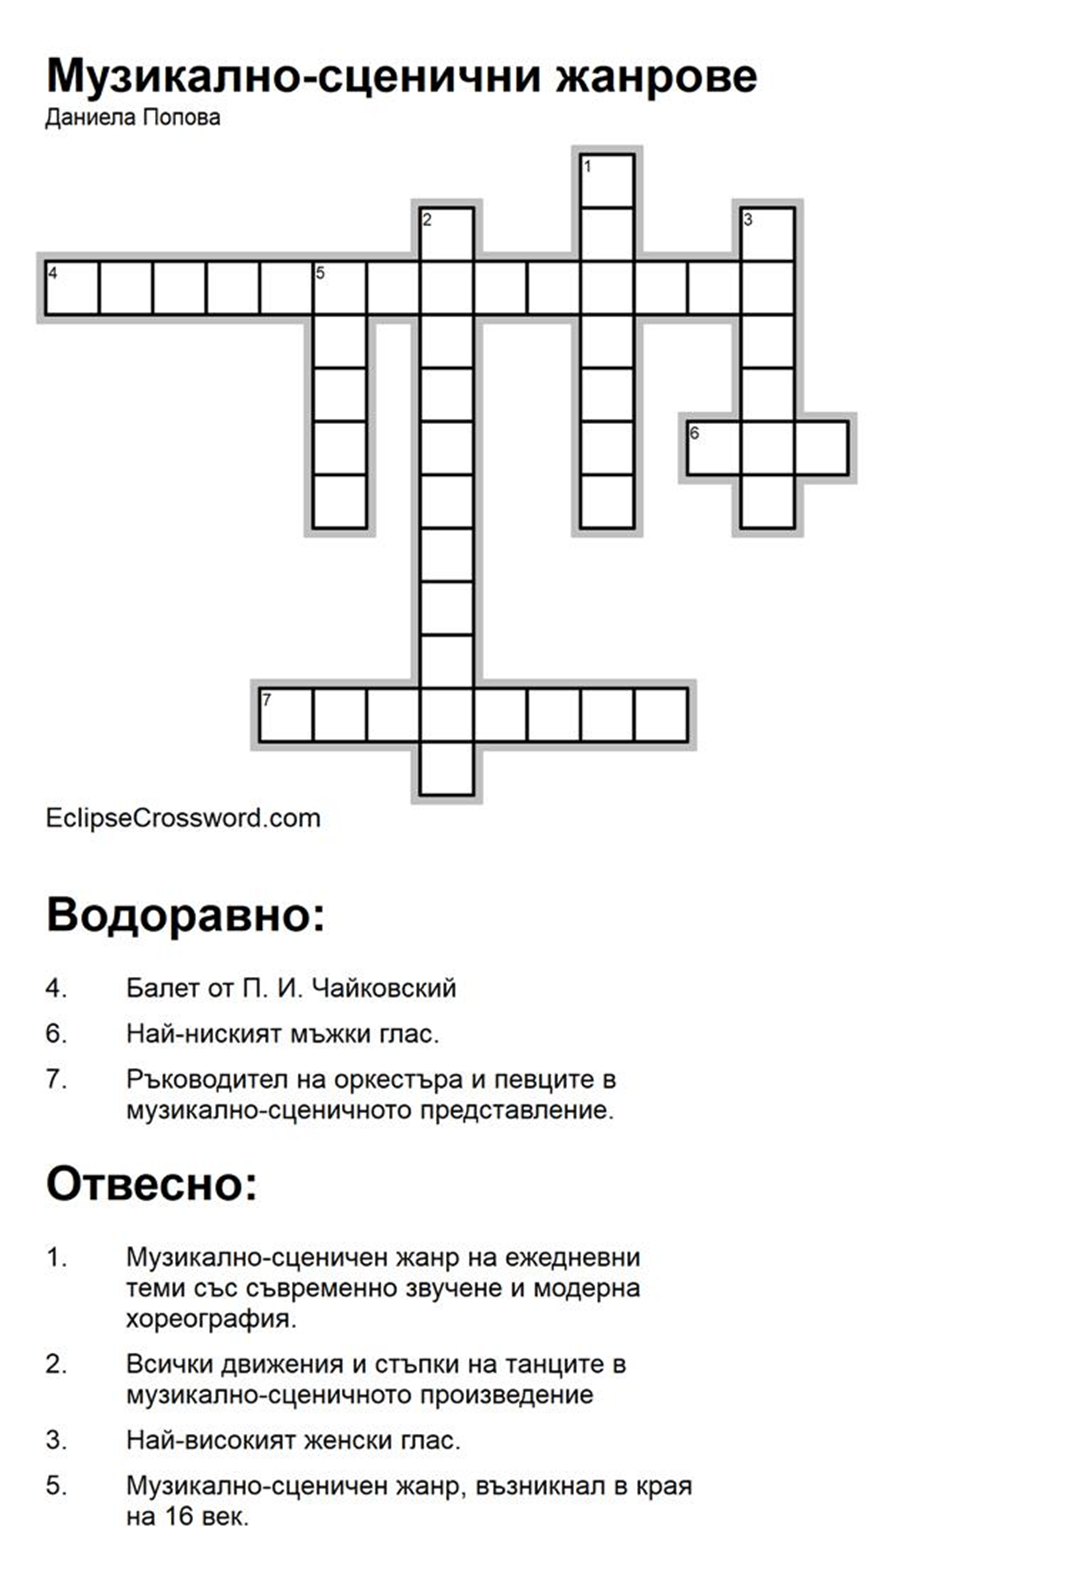 Музикално-сценични жанрове
Даниела Попова
1
2
3
4
5
6
7
EclipseCrossword.com
Водоравно:
4. Балет от П. И. Чайковский
6. Най-ниският мъжки глас.
7. Ръководител на оркестъра и певците в
музикално-сценичното представление.
Отвесно:
1. Музикално-сценичен жанр на ежедневни
теми със съвременно звучене и модерна
хореография.
2. Всички движения и стъпки на танците в
музикално-сценичното произведение
3. Най-високият женски глас.
5. Музикално-сценичен жанр, възникнал в края
на 16 век.